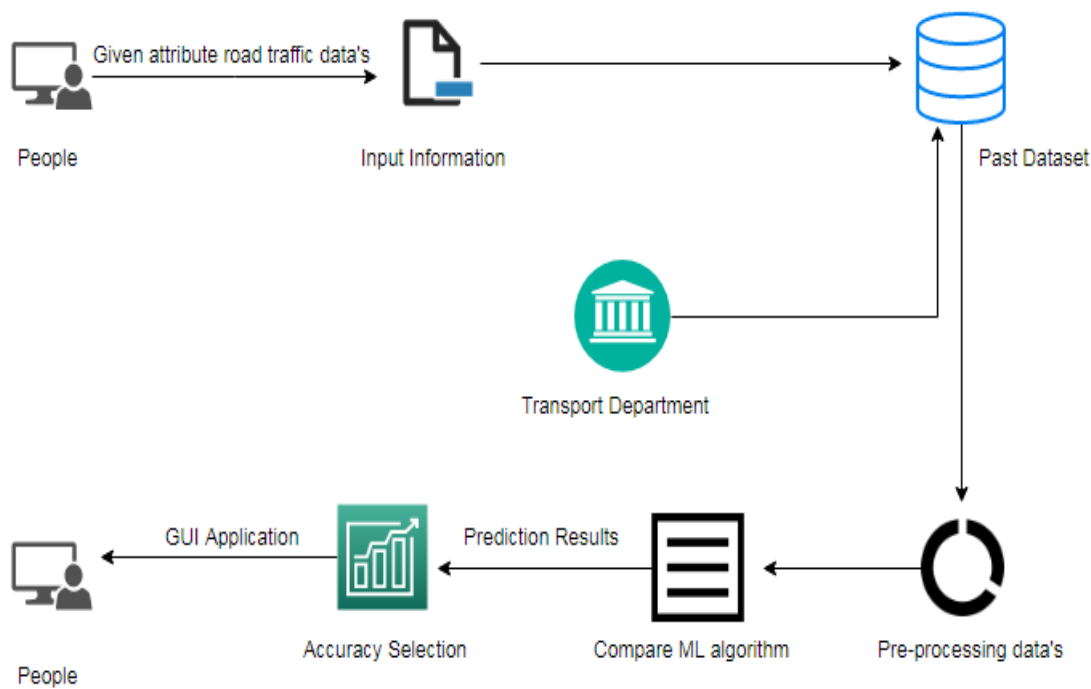 Given attribute road traffic data's
People
Input Information
Past Dataset
Transport Department
GUI Application
Prediction Results
Accuracy Selection
Compare ML algorithm
Pre-processing data's
People